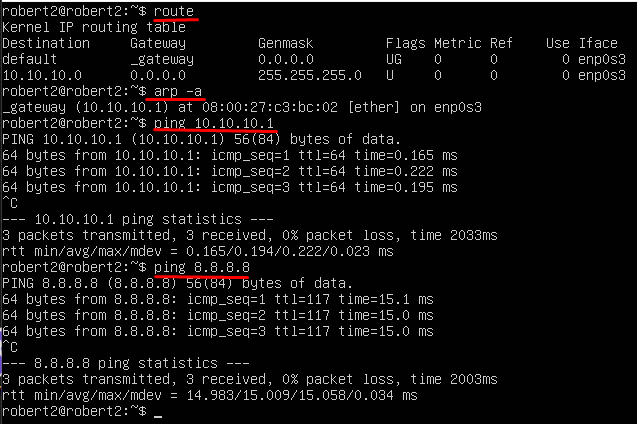 robert2@robert2:~$ route
Kernel IP routing table
Destination     Gateway         Genmask         Flags Metric Ref    Use Iface
default         _gateway        0.0.0.0         UG    0      0        0 enp0s3
10.10.10.0      0.0.0.0         255.255.255.0   U     0      0        0 enp0s3
robert2@robert2:~$ arp -a
_gateway (10.10.10.1) at 08:00:27:c3:bc:02 [ether] on enp0s3
robert2@robert2:~$ ping 10.10.10.1
PING 10.10.10.1 (10.10.10.1) 56(84) bytes of data.
64 bytes from 10.10.10.1: icmp_seq=1 ttl=64 time=0.165 ms
64 bytes from 10.10.10.1: icmp_seq=2 ttl=64 time=0.222 ms
64 bytes from 10.10.10.1: icmp_seq=3 ttl=64 time=0.195 ms
^C
--- 10.10.10.1 ping statistics ---
3 packets transmitted, 3 received, 0% packet loss, time 2033ms
rtt min/avg/max/mdev = 0.165/0.194/0.222/0.023 ms
robert2@robert2:~$ ping 8.8.8.8
PING 8.8.8.8 (8.8.8.8) 56(84) bytes of data.
64 bytes from 8.8.8.8: icmp_seq=1 ttl=117 time=15.1 ms
64 bytes from 8.8.8.8: icmp_seq=2 ttl=117 time=15.0 ms
64 bytes from 8.8.8.8: icmp_seq=3 ttl=117 time=15.0 ms
^C
--- 8.8.8.8 ping statistics ---
3 packets transmitted, 3 received, 0% packet loss, time 2003ms
rtt min/avg/max/mdev = 14.983/15.009/15.058/0.034 ms
robert2@robert2:~$ _